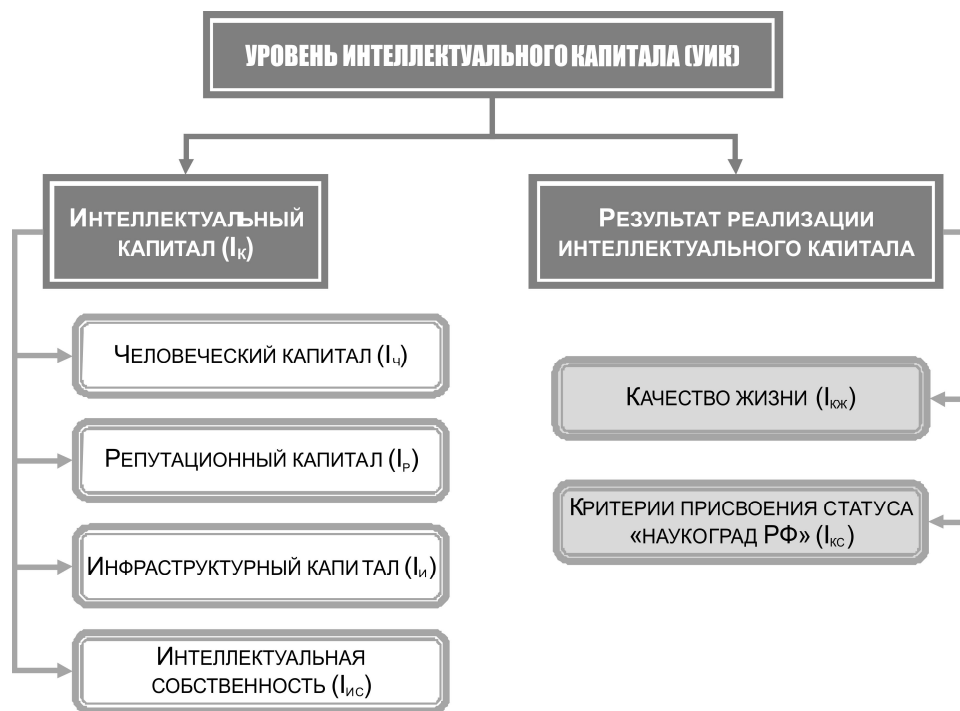 УРОВЕНЬ ИНТЕЛЛЕКТУАЛЬНОГО КАПИТАЛА (УИК)
ИНТЕЛЛЕКТУАЛЬНЫЙ
КАПИТАЛ (IК)
РЕЗУЛЬТАТ РЕАЛИЗАЦИИ
ИНТЕЛЛЕКТУАЛЬНОГО КАПИТАЛА
ЧЕЛОВЕЧЕСКИЙ КАПИТАЛ (IЧ)
РЕПУТАЦИОННЫЙ КАПИТАЛ (IР)
ИНФРАСТРУКТУРНЫЙ КАПИТАЛ (IИ)
ИНТЕЛЛЕКТУАЛЬНАЯ
СОБСТВЕННОСТЬ (IИС)
КАЧЕСТВО ЖИЗНИ (IКЖ)
КРИТЕРИИ ПРИСВОЕНИЯ СТАТУСА
«НАУКОГРАД РФ» (IКС)